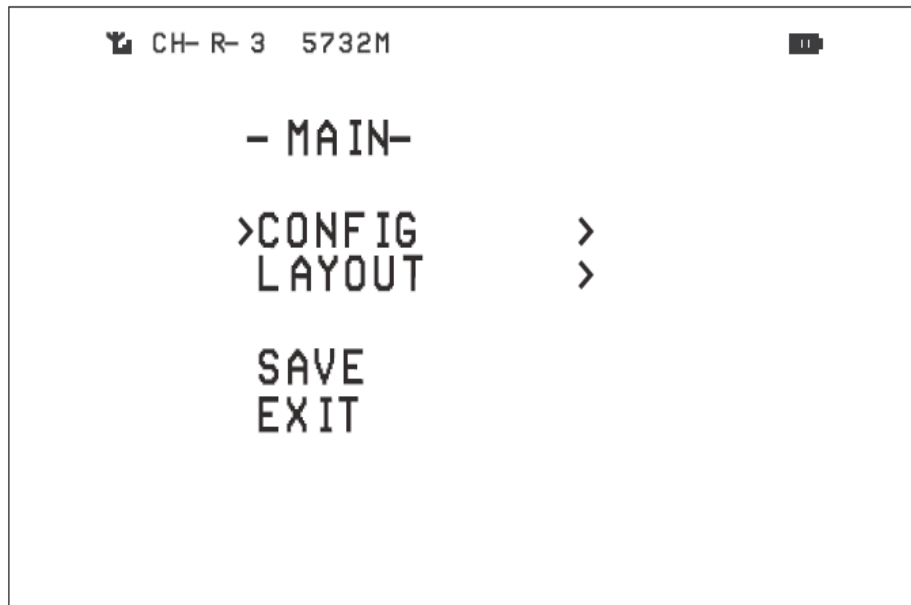 CH-R-3 5732M
-MAIN-
>CONFIG >
LAYOUT >
SAVE
EXIT